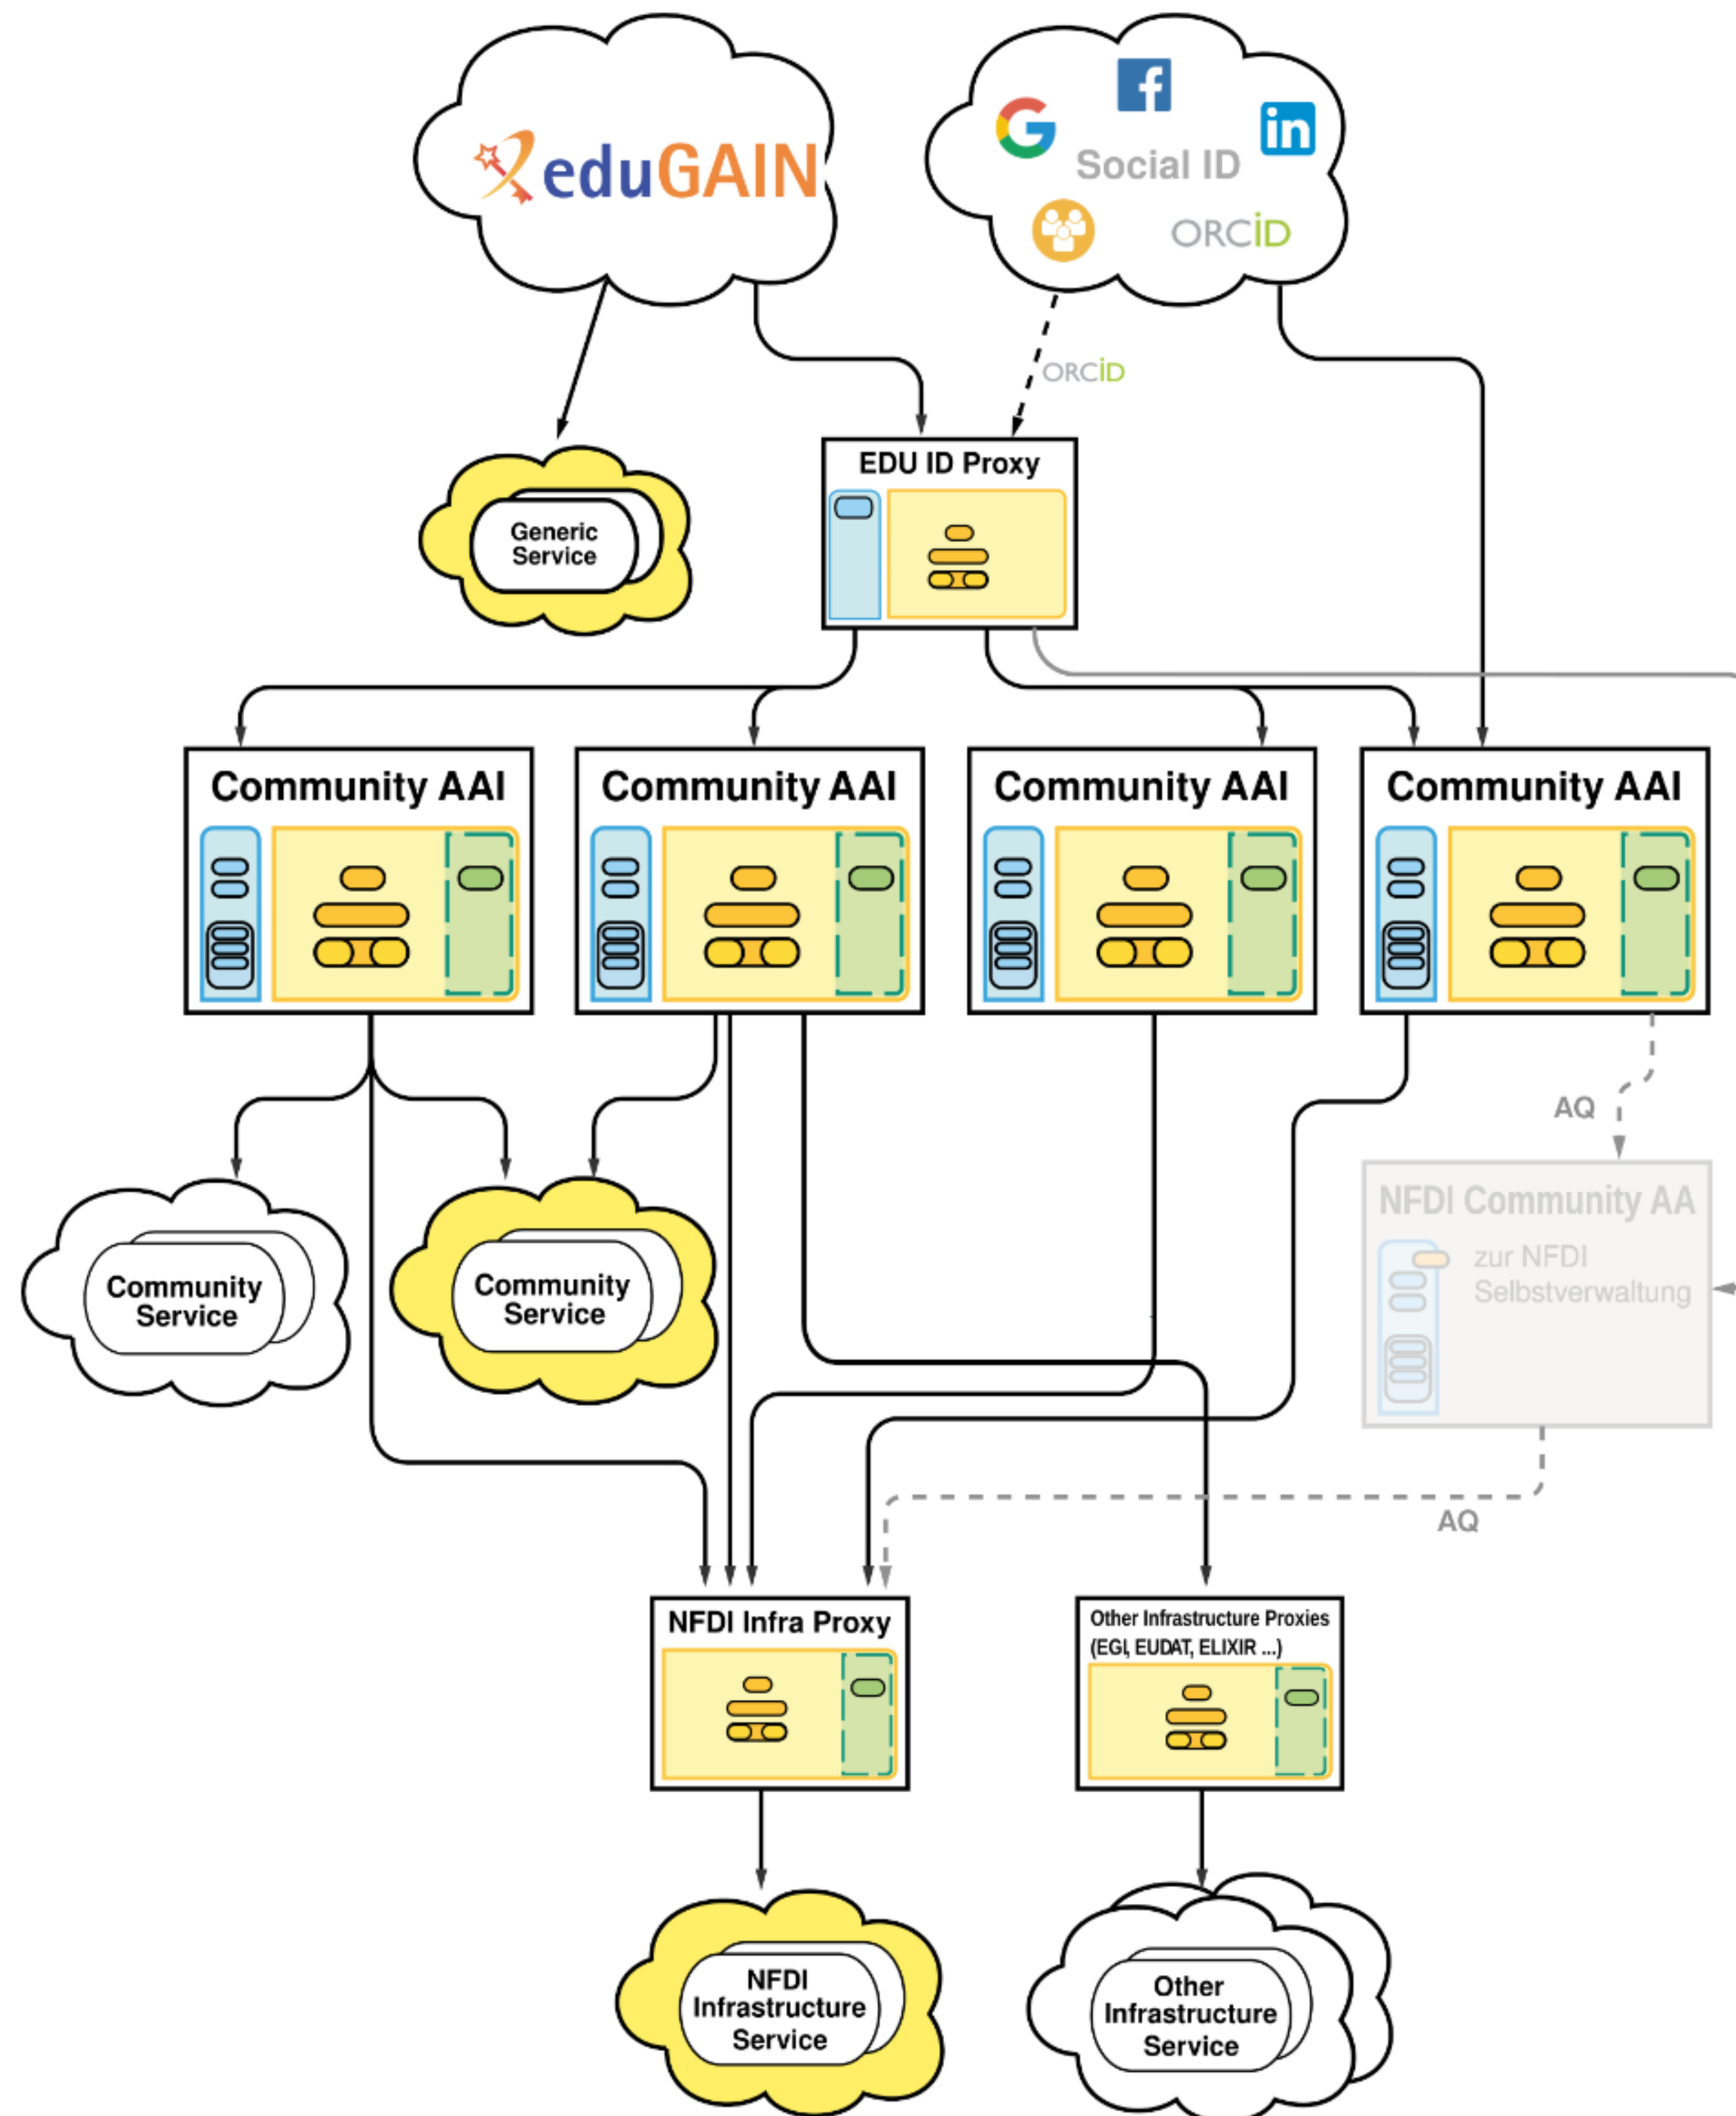 eduGAIN
G
f
in
Social ID
ORCiD
ORCiD
EDU ID Proxy
Generic
Service
Community AAI
Community AAI
Community AAI
Community AAI
AQ
NFDI Community AA
zur NFDI
Selbstverwaltung
Community
Service
Community
Service
AQ
NFDI Infra Proxy
Other Infrastructure Proxies
(EGI, EUDAT, ELIXIR ...)
NFDI
Infrastructure
Service
Other
Infrastructure
Service